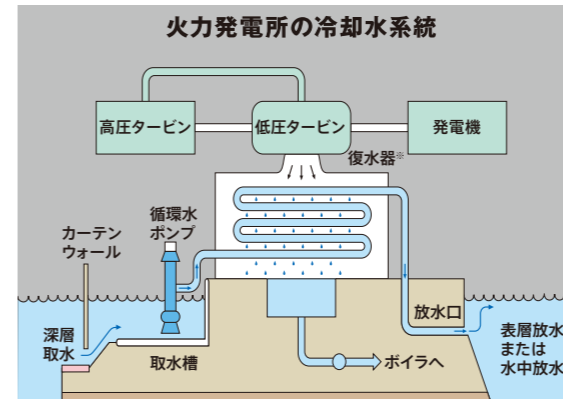 火力発電所の冷却水系統
高圧タービン
低圧タービン
発電機
復水器※
循環水
ポンプ
カーテン
ウォール
深層
取水
取水槽
ボイラへ
放水口
表層放水
または
水中放水